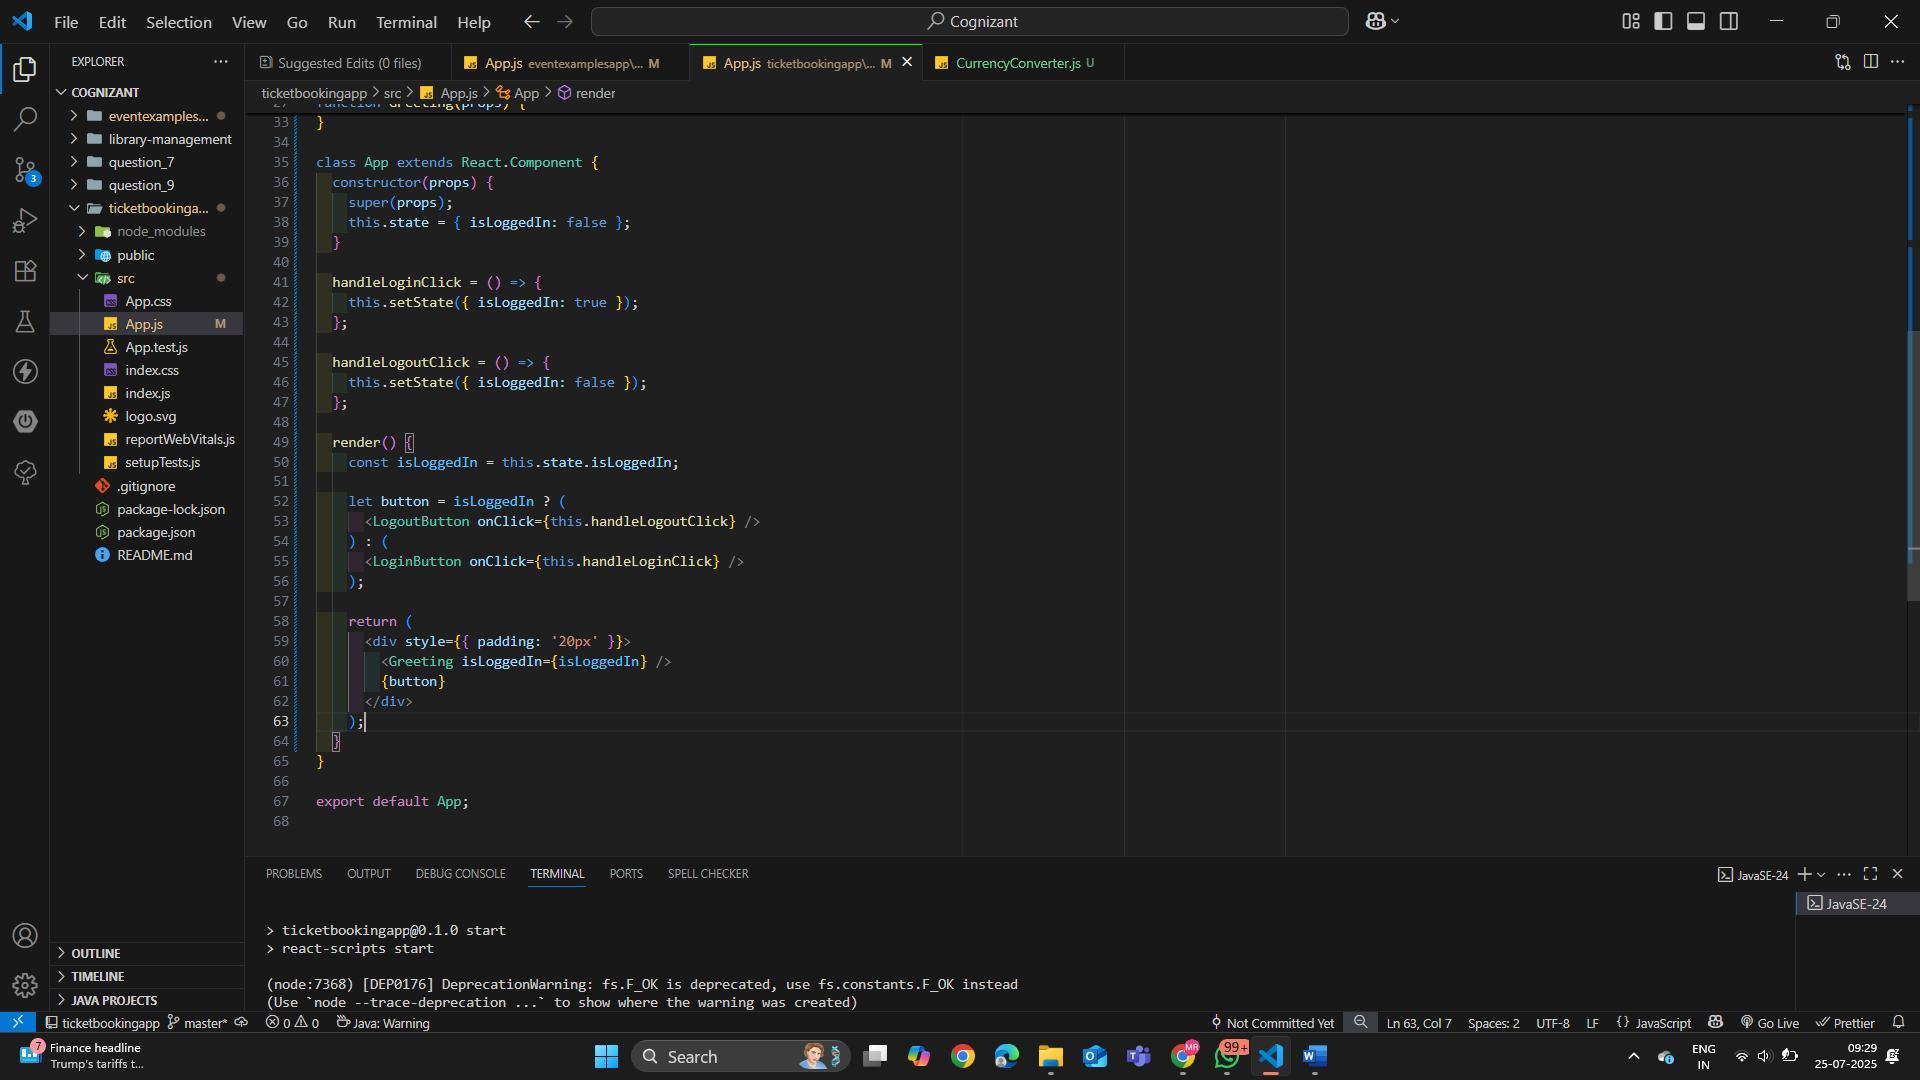 File Edit Selection View Go Run Terminal Help
Cognizant
EXPLORER
COGNIZANT
eventexamples...
library-management
question_7
question_9
ticketbookinga...
node_modules
public
src
App.css
App.js M
App.test.js
index.css
index.js
logo.svg
reportWebVitals.js
setupTests.js
.gitignore
package-lock.json
package.json
README.md
OUTLINE
TIMELINE
JAVA PROJECTS
3
Suggested Edits (0 files)
App.js eventexamplesapp\... M
App.js ticketbookingapp\... M
CurrencyConverter.js U
ticketbookingapp > src > App.js > App > render
27 function Greeting(props) {
33 }
34
35 class App extends React.Component {
36 constructor(props) {
37 super(props);
38 this.state = { isLoggedIn: false };
39 }
40
41 handleLoginClick = () => {
42 this.setState({ isLoggedIn: true });
43 };
44
45 handleLogoutClick = () => {
46 this.setState({ isLoggedIn: false });
47 };
48
49 render() {
50 const isLoggedIn = this.state.isLoggedIn;
51
52 let button = isLoggedIn ? (
53 <LogoutButton onClick={this.handleLogoutClick} />
54 ) : (
55 <LoginButton onClick={this.handleLoginClick} />
56 );
57
58 return (
59 <div style={{ padding: '20px' }}>
60 <Greeting isLoggedIn={isLoggedIn} />
61 {button}
62 </div>
63 );
64 }
65 }
66
67 export default App;
68
PROBLEMS OUTPUT DEBUG CONSOLE TERMINAL PORTS SPELL CHECKER
JavaSE-24
JavaSE-24
> ticketbookingapp@0.1.0 start
> react-scripts start
(node:7368) [DEP0176] DeprecationWarning: fs.F_OK is deprecated, use fs.constants.F_OK instead
(Use `node --trace-deprecation ...` to show where the warning was created)
ticketbookingapp master* 0 0 Java: Warning
Not Committed Yet Ln 63, Col 7 Spaces: 2 UTF-8 LF {} JavaScript Go Live Prettier
7
Finance headline
Trump's tariffs t...
Search
MR
99+
ENG
IN
09:29
25-07-2025